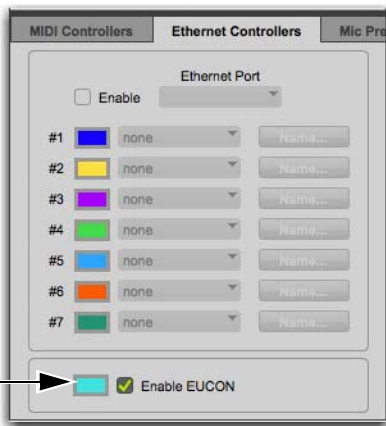 MIDI Controllers Ethernet Controllers Mic Pre
Ethernet Port
Enable
#1 none Name...
#2 none Name...
#3 none Name...
#4 none Name...
#5 none Name...
#6 none Name...
#7 none Name...
Enable EUCON